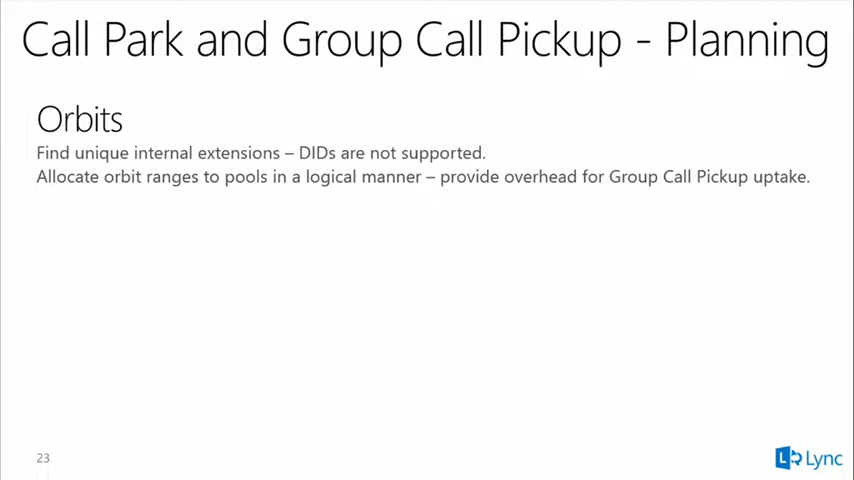 Call Park and Group Call Pickup - Planning
Orbits
Find unique internal extensions – DIDs are not supported.
Allocate orbit ranges to pools in a logical manner – provide overhead for Group Call Pickup uptake.
23
L Lync